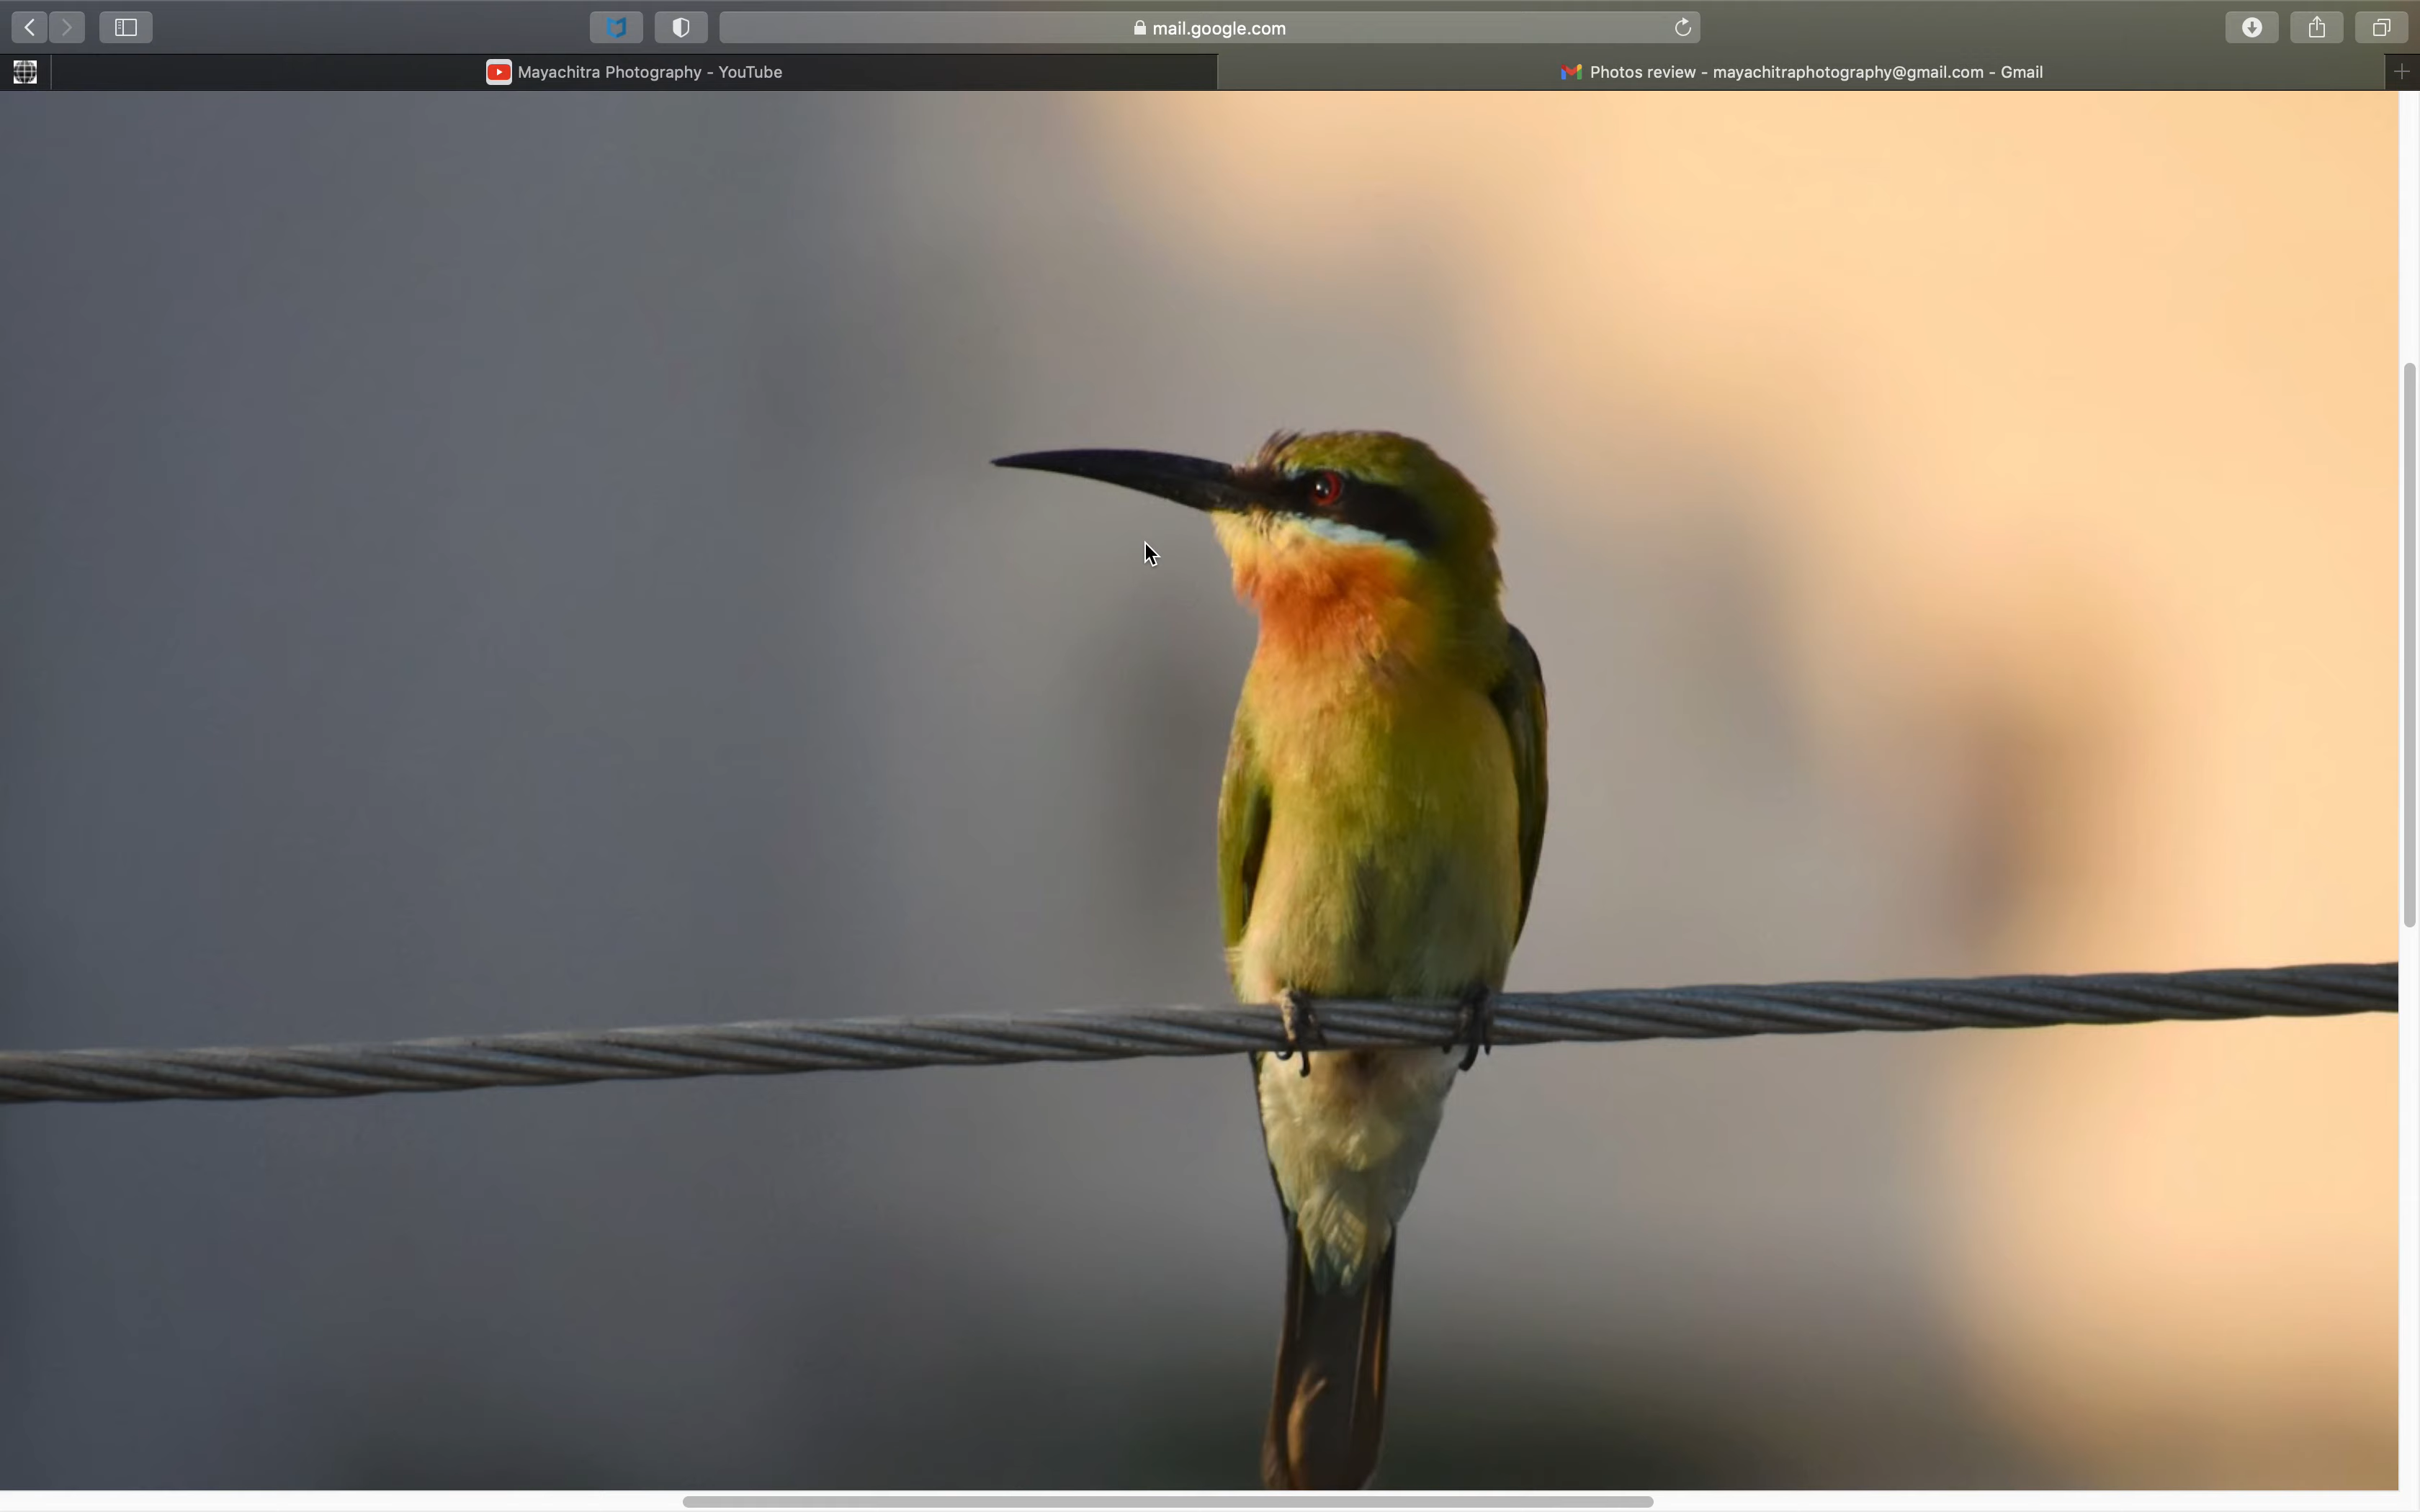 mail.google.com
Mayachitra Photography - YouTube
Photos review - mayachitraphotography@gmail.com - Gmail